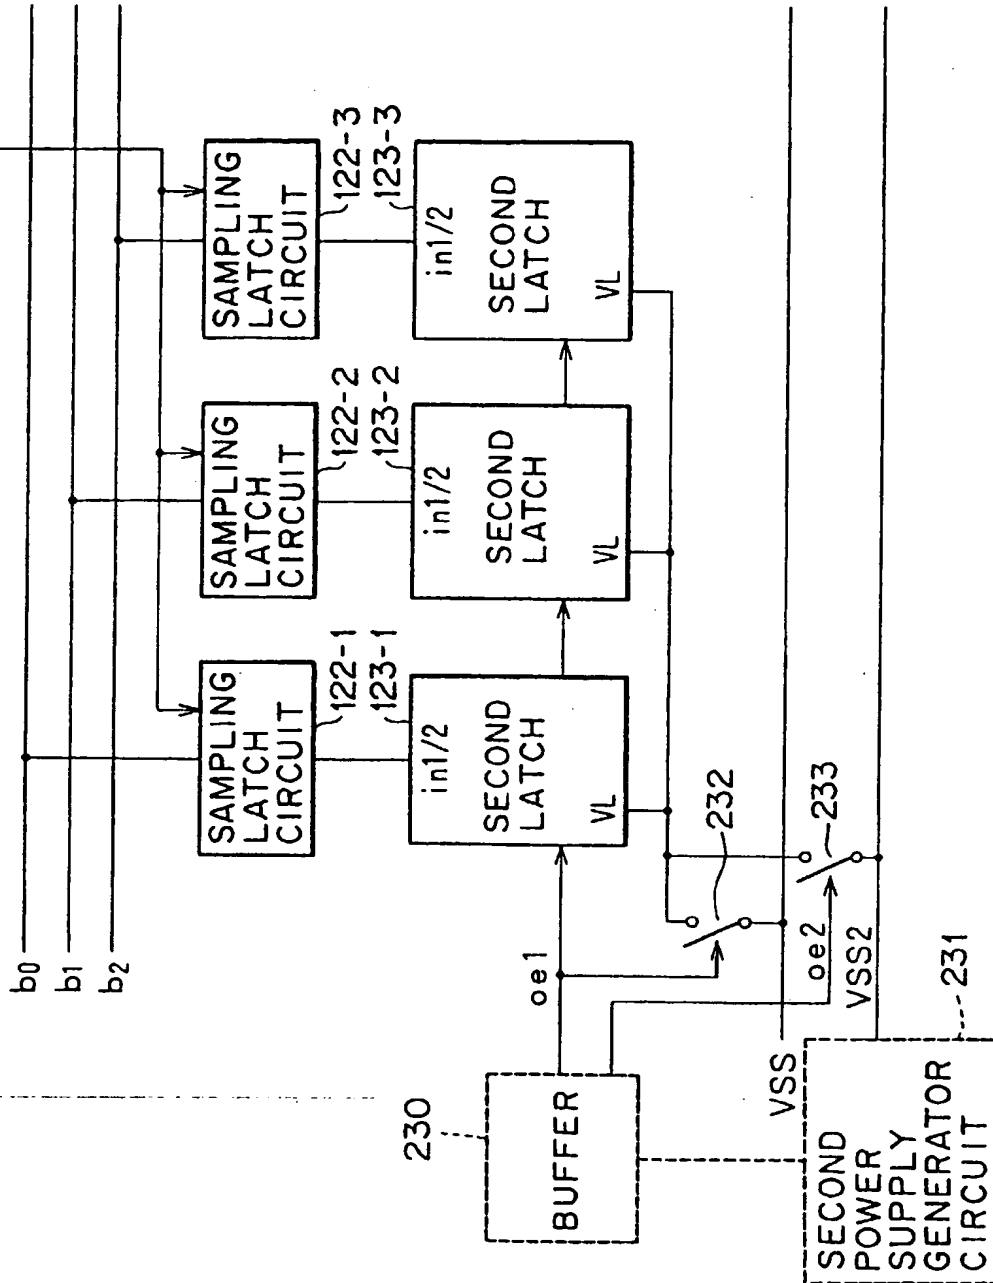 b0
b1
b2
SAMPLING
LATCH
CIRCUIT
122-1
123-1
SAMPLING
LATCH
CIRCUIT
122-2
123-2
SAMPLING
LATCH
CIRCUIT
122-3
123-3
in1/2
SECOND
LATCH
VL
in1/2
SECOND
LATCH
VL
in1/2
SECOND
LATCH
VL
230
BUFFER
oe1
232
VSS
oe2
233
VSS2
231
SECOND
POWER
SUPPLY
GENERATOR
CIRCUIT